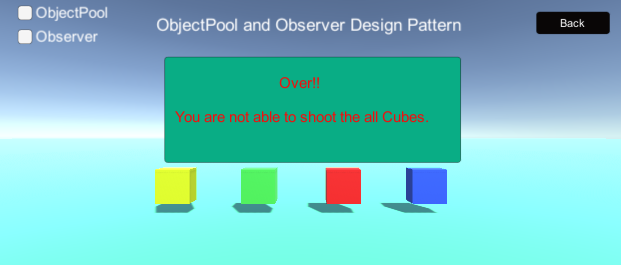 ObjectPool
Observer
ObjectPool and Observer Design Pattern
Back
Over!!
You are not able to shoot the all Cubes.